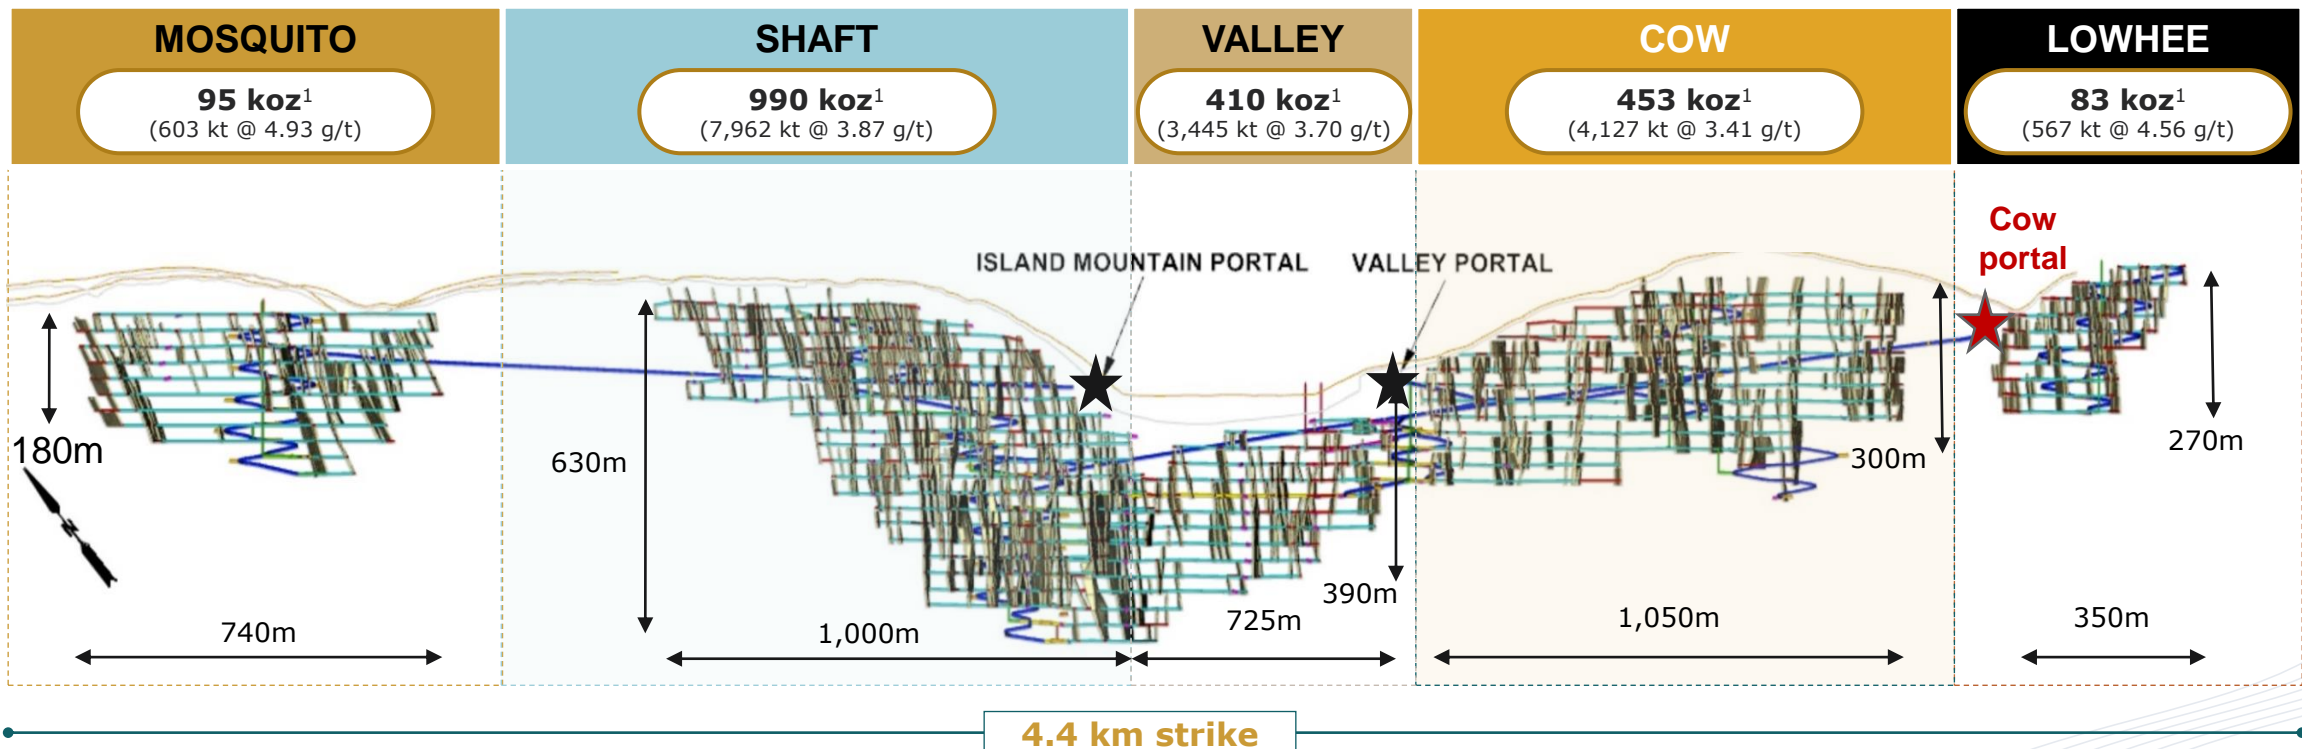 MOSQUITO
95 koz1
(603 kt @ 4.93 g/t)
SHAFT
990 koz1
(7,962 kt @ 3.87 g/t)
VALLEY
410 koz1
(3,445 kt @ 3.70 g/t)
COW
453 koz1
(4,127 kt @ 3.41 g/t)
LOWHEE
83 koz1
(567 kt @ 4.56 g/t)
Cow
portal
ISLAND MOUNTAIN PORTAL
VALLEY PORTAL
180m
630m
390m
300m
270m
N
740m
1,000m
725m
1,050m
350m
4.4 km strike